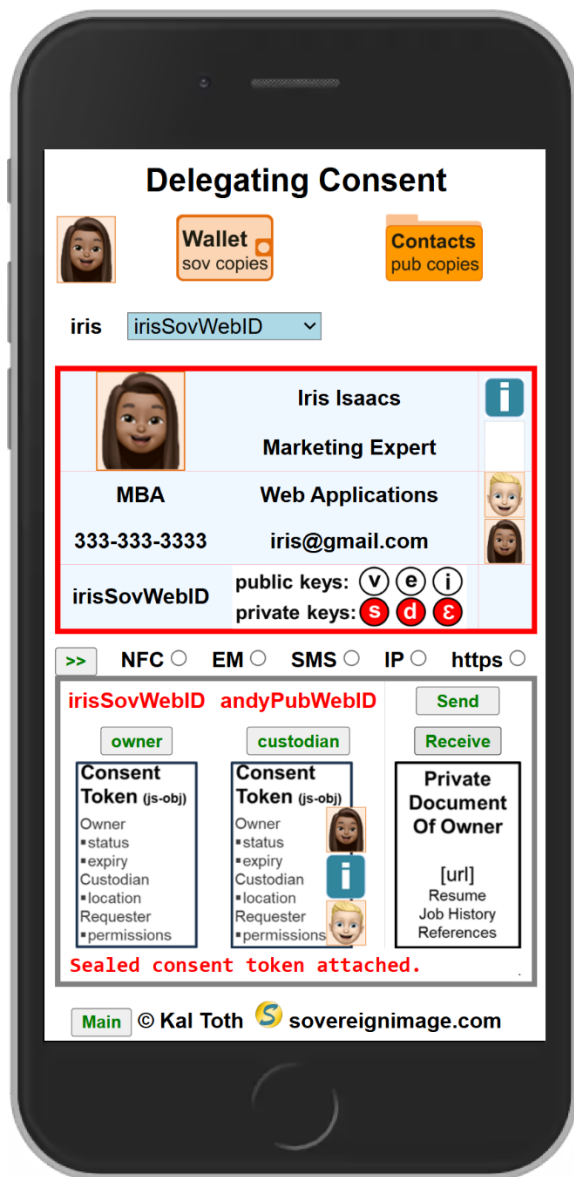 Delegating Consent
Wallet
sov copies
Contacts
pub copies
iris irisSovWebID
Iris Isaacs
i
Marketing Expert
MBA Web Applications
333-333-3333 iris@gmail.com
irisSovWebID
public keys: v e i
private keys: s d ε
>> NFC EM SMS IP https
irisSovWebID andyPubWebID Send
owner custodian Receive
Consent
Token (js-obj)
Owner
▪status
▪expiry
Custodian
▪location
Requester
▪permissions
Consent
Token (js-obj)
Owner
▪status
▪expiry
Custodian
▪location
Requester
▪permissions
i
Private
Document
Of Owner
[url]
Resume
Job History
References
Sealed consent token attached.
Main © Kal Toth S sovereignimage.com